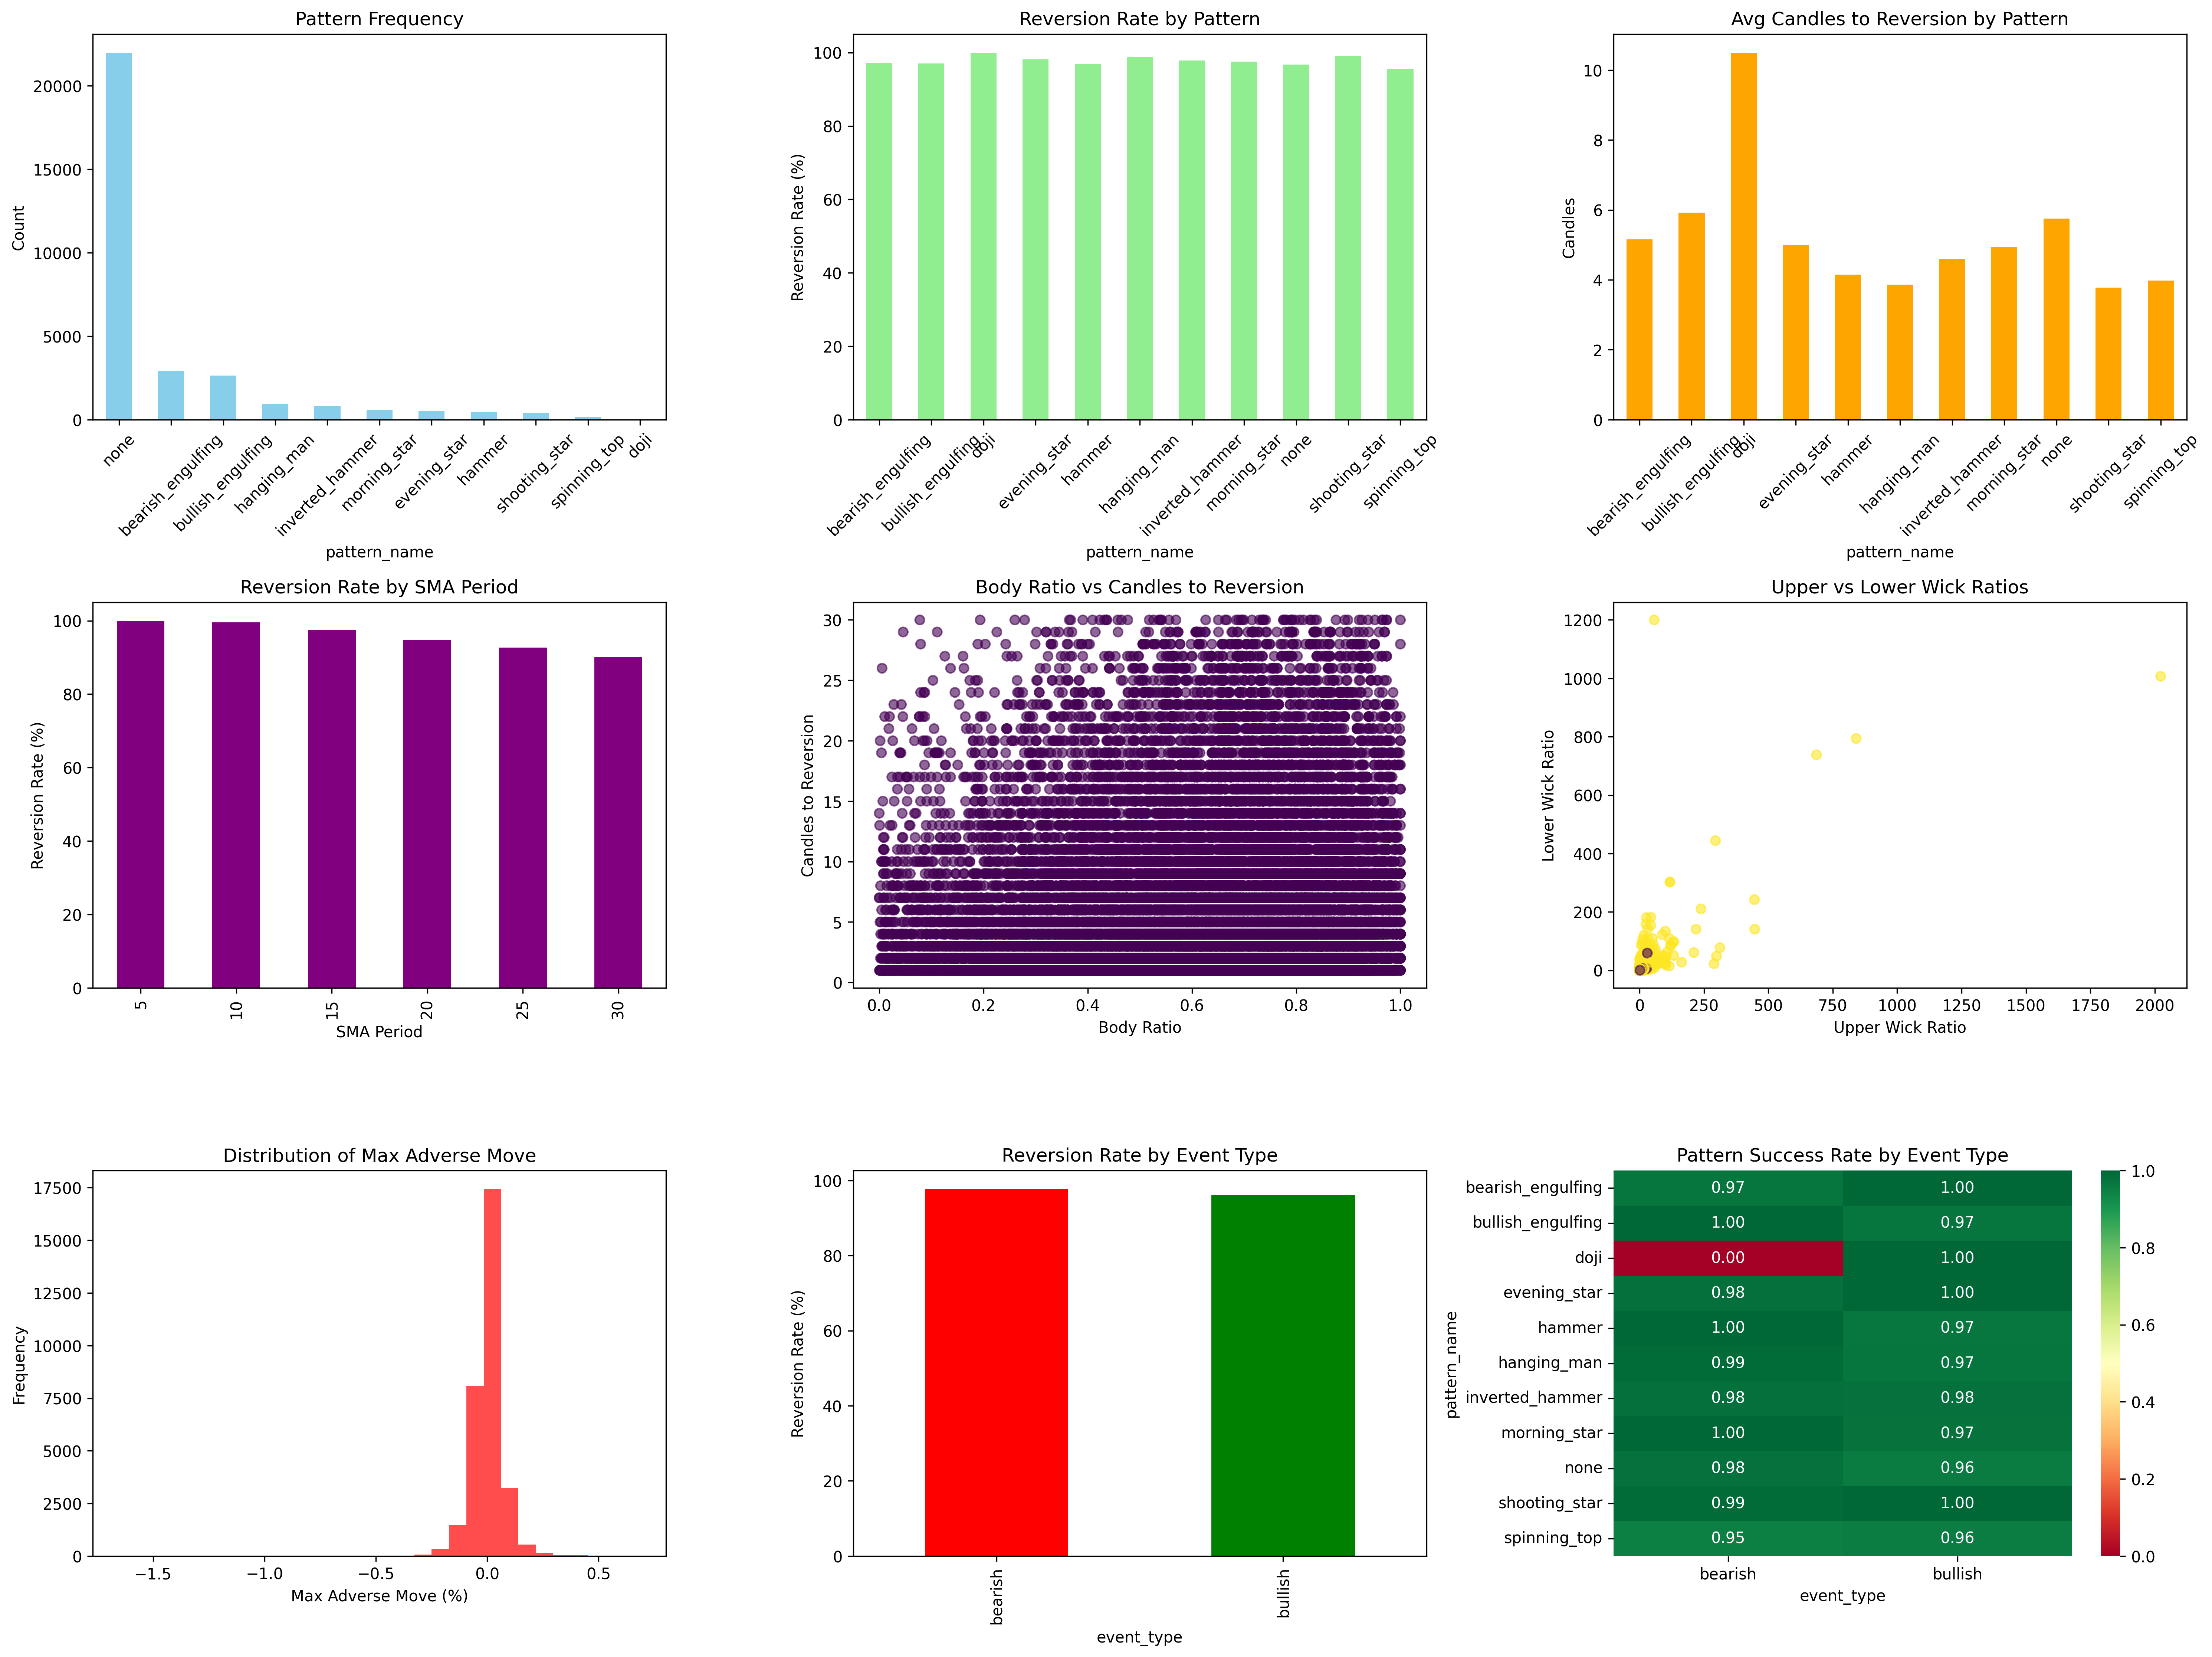 Pattern Frequency
20000
15000
10000
5000
0
Count
none
bearish_engulfing
bullish_engulfing
hanging_man
inverted_hammer
morning_star
evening_star
hammer
shooting_star
spinning_top
doji
pattern_name
Reversion Rate by Pattern
100
80
60
40
20
0
Reversion Rate (%)
bearish_engulfing
bullish_engulfing
doji
evening_star
hammer
hanging_man
inverted_hammer
morning_star
none
shooting_star
spinning_top
pattern_name
Avg Candles to Reversion by Pattern
10
8
6
4
2
0
Candles
bearish_engulfing
bullish_engulfing
doji
evening_star
hammer
hanging_man
inverted_hammer
morning_star
none
shooting_star
spinning_top
pattern_name
Reversion Rate by SMA Period
100
80
60
40
20
0
Reversion Rate (%)
5
10
15
20
25
30
SMA Period
Body Ratio vs Candles to Reversion
30
25
20
15
10
5
0
Candles to Reversion
0.0 0.2 0.4 0.6 0.8 1.0
Body Ratio
Upper vs Lower Wick Ratios
1200
1000
800
600
400
200
0
Lower Wick Ratio
0 250 500 750 1000 1250 1500 1750 2000
Upper Wick Ratio
Distribution of Max Adverse Move
17500
15000
12500
10000
7500
5000
2500
0
Frequency
−1.5 −1.0 −0.5 0.0 0.5
Max Adverse Move (%)
Reversion Rate by Event Type
100
80
60
40
20
0
Reversion Rate (%)
bearish
bullish
event_type
Pattern Success Rate by Event Type
pattern_name
bearish_engulfing 0.97 1.00
bullish_engulfing 1.00 0.97
doji 0.00 1.00
evening_star 0.98 1.00
hammer 1.00 0.97
hanging_man 0.99 0.97
inverted_hammer 0.98 0.98
morning_star 1.00 0.97
none 0.98 0.96
shooting_star 0.99 1.00
spinning_top 0.95 0.96
bearish bullish
event_type
1.0
0.8
0.6
0.4
0.2
0.0